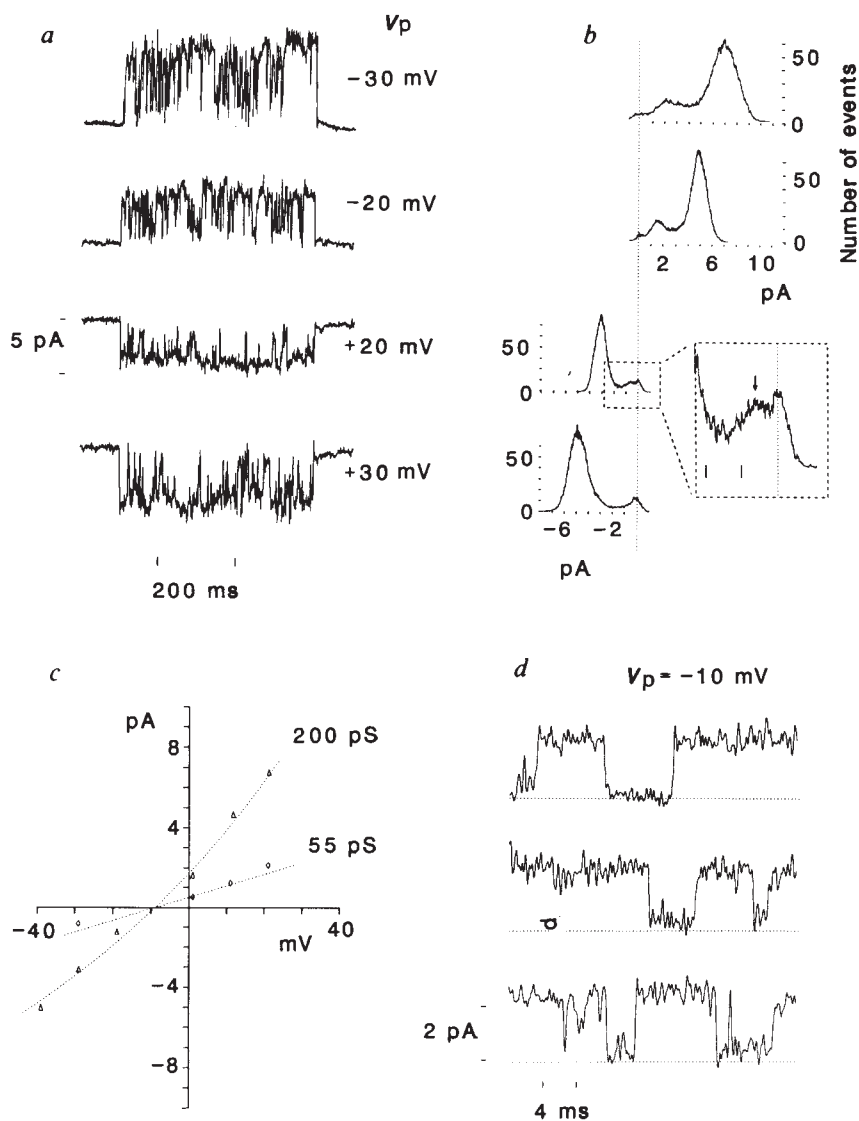 a
Vp
−30 mV
−20 mV
5 pA
+20 mV
+30 mV
200 ms
b
50
0
50
0
2 6 10
pA
Number of events
50
0
50
0
−6 −2
pA
c
pA
8
200 pS
4
55 pS
−40
mV
40
−4
−8
d
Vp = −10 mV
2 pA
4 ms